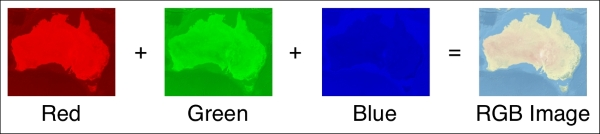 + + =
Red Green Blue RGB Image